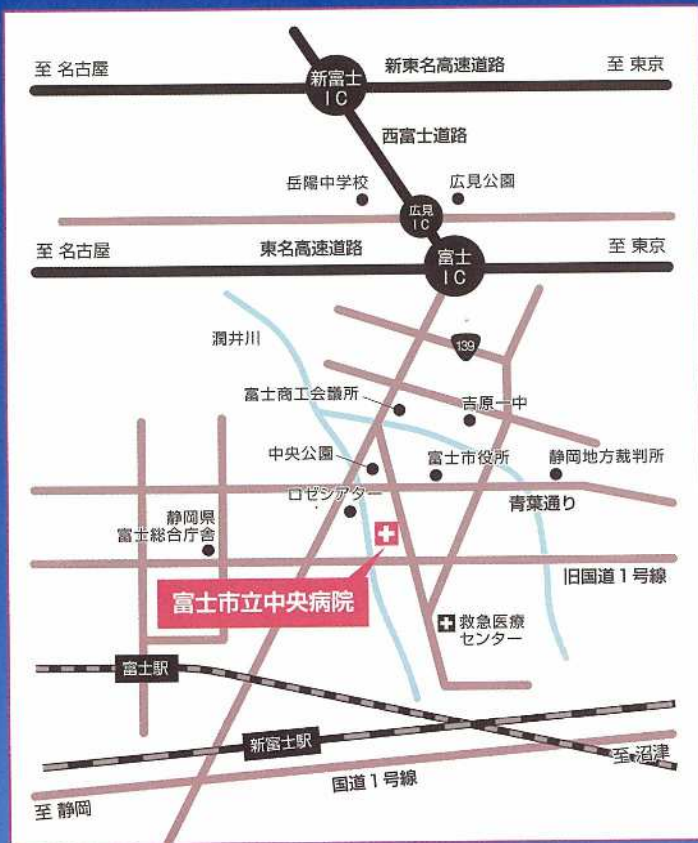 至 名古屋
新東名高速道路
至 東京
新富士
IC
西富士道路
岳陽中学校
広見公園
広見
IC
至 名古屋
東名高速道路
至 東京
富士
IC
潤井川
139
富士商工会議所
吉原一中
中央公園
富士市役所
静岡地方裁判所
ロゼシアター
青葉通り
静岡県
富士総合庁舎
旧国道1号線
富士市立中央病院
救急医療
センター
富士駅
新富士駅
至 沼津
国道1号線
至 静岡